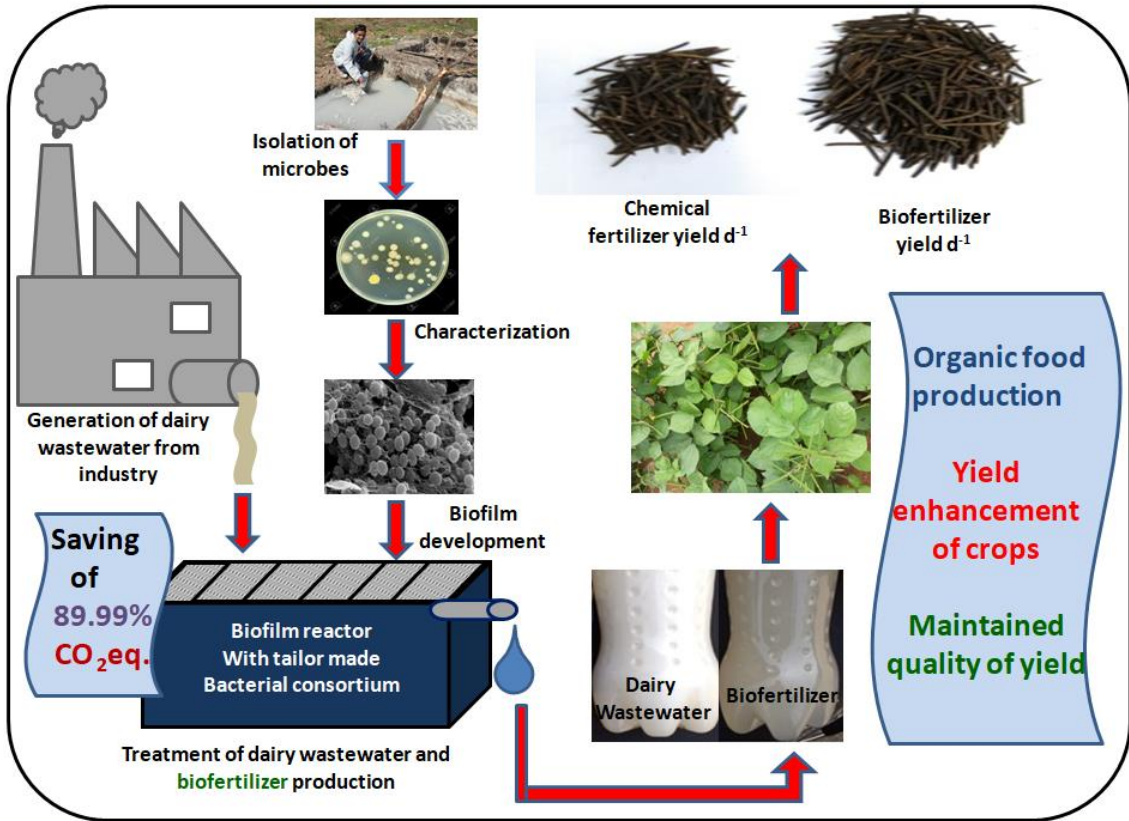 Isolation of
microbes
Characterization
Biofilm
development
Generation of dairy
wastewater from
industry
Saving
of
89.99%
CO₂eq.
Biofilm reactor
With tailor made
Bacterial consortium
Treatment of dairy wastewater and
biofertilizer production
Dairy
Wastewater
Biofertilizer
Chemical
fertilizer yield d⁻¹
Biofertilizer
yield d⁻¹
Organic food
production
Yield
enhancement
of crops
Maintained
quality of yield